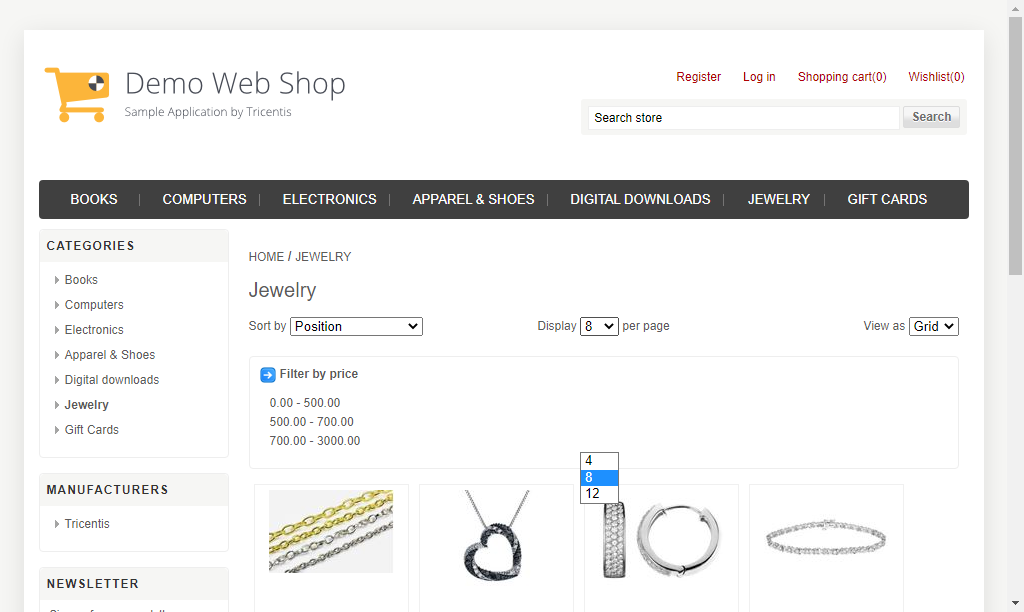 Demo Web Shop
Sample Application by Tricentis
Register Log in Shopping cart(0) Wishlist(0)
Search store Search
BOOKS COMPUTERS ELECTRONICS APPAREL & SHOES DIGITAL DOWNLOADS JEWELRY GIFT CARDS
CATEGORIES
Books
Computers
Electronics
Apparel & Shoes
Digital downloads
Jewelry
Gift Cards
MANUFACTURERS
Tricentis
NEWSLETTER
HOME / JEWELRY
Jewelry
Sort by Position Display 8 per page View as Grid
Filter by price
0.00 - 500.00
500.00 - 700.00
700.00 - 3000.00
4
8
12